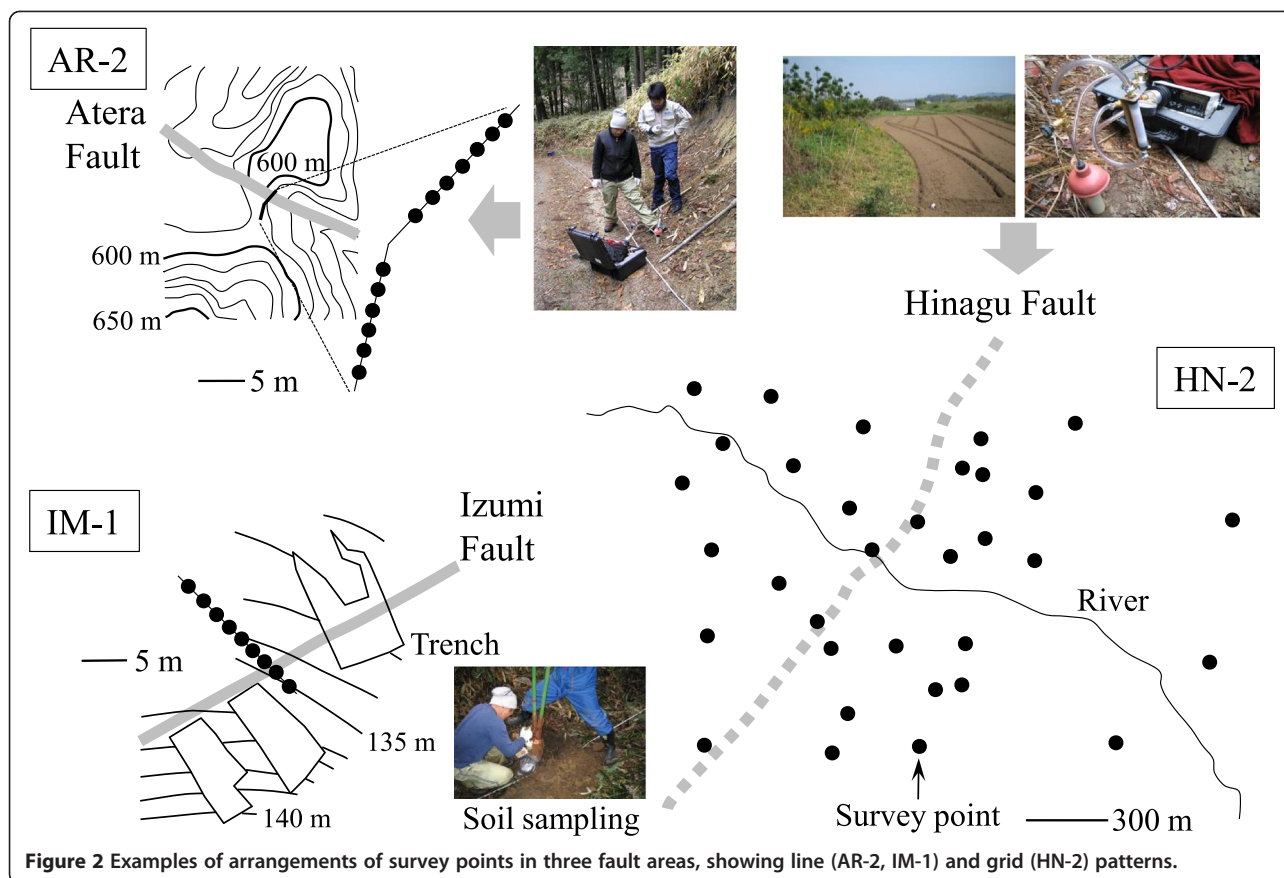 AR-2
Atera
Fault
600 m
600 m
650 m
5 m
Hinagu Fault
HN-2
River
Survey point
300 m
IM-1
Izumi
Fault
Trench
5 m
135 m
140 m
Soil sampling
Figure 2 Examples of arrangements of survey points in three fault areas, showing line (AR-2, IM-1) and grid (HN-2) patterns.